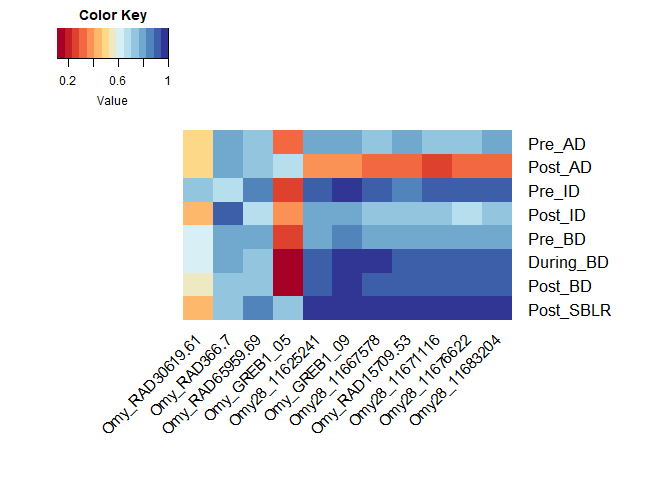 Color Key
0.2 0.6 1
Value
Pre_AD
Post_AD
Pre_ID
Post_ID
Pre_BD
During_BD
Post_BD
Post_SBLR
Omy_RAD30619.61
Omy_RAD366.7
Omy_RAD65959.69
Omy_GREB1_05
Omy28_11625241
Omy_GREB1_09
Omy28_11667578
Omy_RAD15709.53
Omy28_11671116
Omy28_11676622
Omy28_11683204